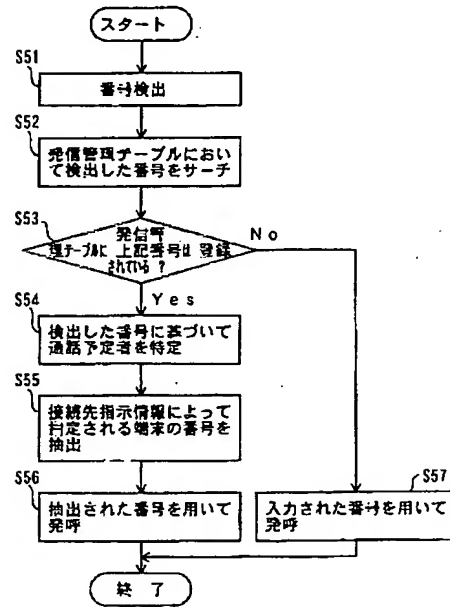 スタート
S51
番号検出
S52
発信管理テーブルにおい
て検出した番号をサーチ
S53
発信呼
理テーブルに 上記番号は 登録
されている ?
No
Yes
S54
検出した番号に基づいて
通話予定者を特定
S55
接続先指示情報によって
判定される端末の番号を
抽出
S56
抽出された番号を用いて
発呼
S57
入力された番号を用いて
発呼
終 了